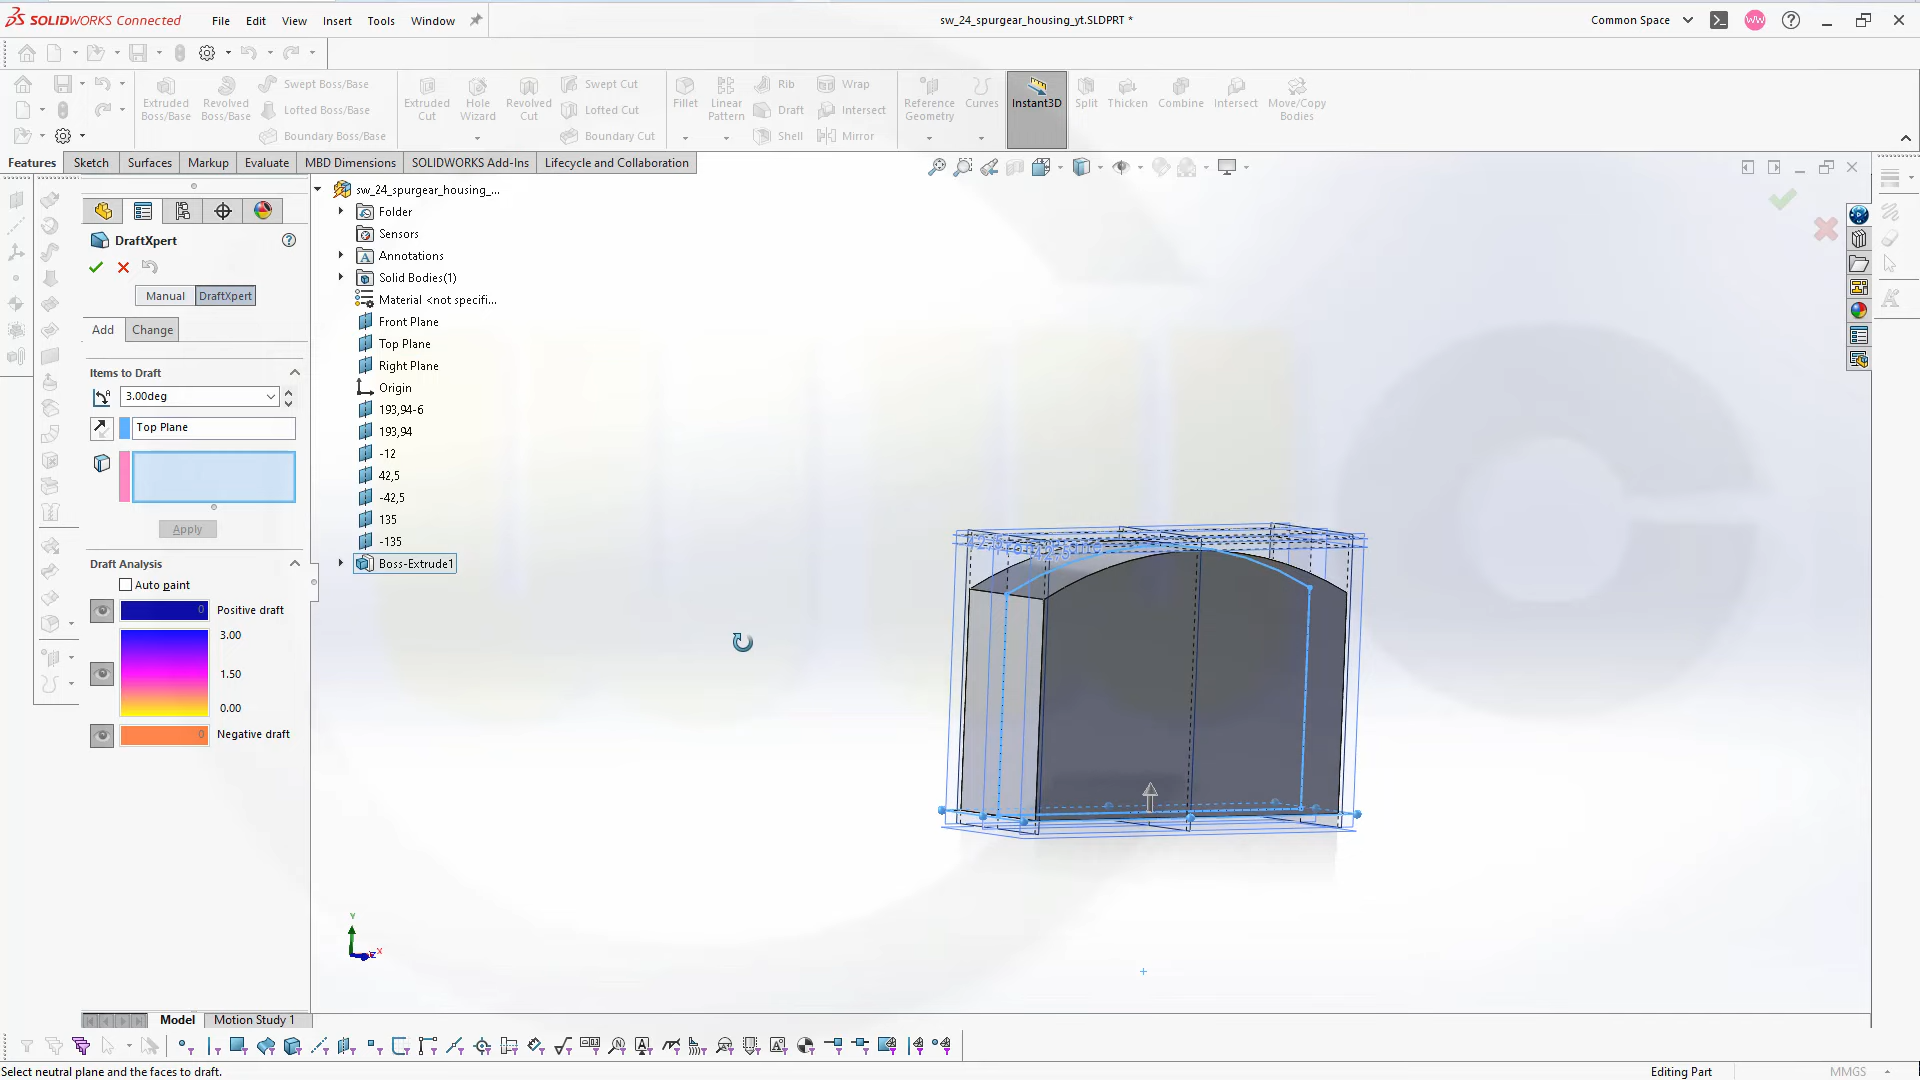 SOLIDWORKS Connected
File
Edit
View
Insert
Tools
Window
sw_24_spurgear_housing_yt.SLDPRT *
Common Space
WW
Extruded Boss/Base
Revolved Boss/Base
Swept Boss/Base
Lofted Boss/Base
Boundary Boss/Base
Extruded Cut
Hole Wizard
Revolved Cut
Swept Cut
Lofted Cut
Boundary Cut
Fillet
Linear Pattern
Rib
Draft
Shell
Wrap
Intersect
Mirror
Reference Geometry
Curves
Instant3D
Split
Thicken
Combine
Intersect
Move/Copy Bodies
Features
Sketch
Surfaces
Markup
Evaluate
MBD Dimensions
SOLIDWORKS Add-Ins
Lifecycle and Collaboration
DraftXpert
Manual
DraftXpert
Add
Change
Items to Draft
3.00deg
Top Plane
Apply
Draft Analysis
Auto paint
0
Positive draft
3.00
1.50
0.00
0
Negative draft
sw_24_spurgear_housing_...
Folder
Sensors
Annotations
Solid Bodies(1)
Material <not specifi...
Front Plane
Top Plane
Right Plane
Origin
193,94-6
193,94
-12
42,5
-42,5
135
-135
Boss-Extrude1
Y
X
Z
Model
Motion Study 1
Select neutral plane and the faces to draft.
Editing Part
MMGS